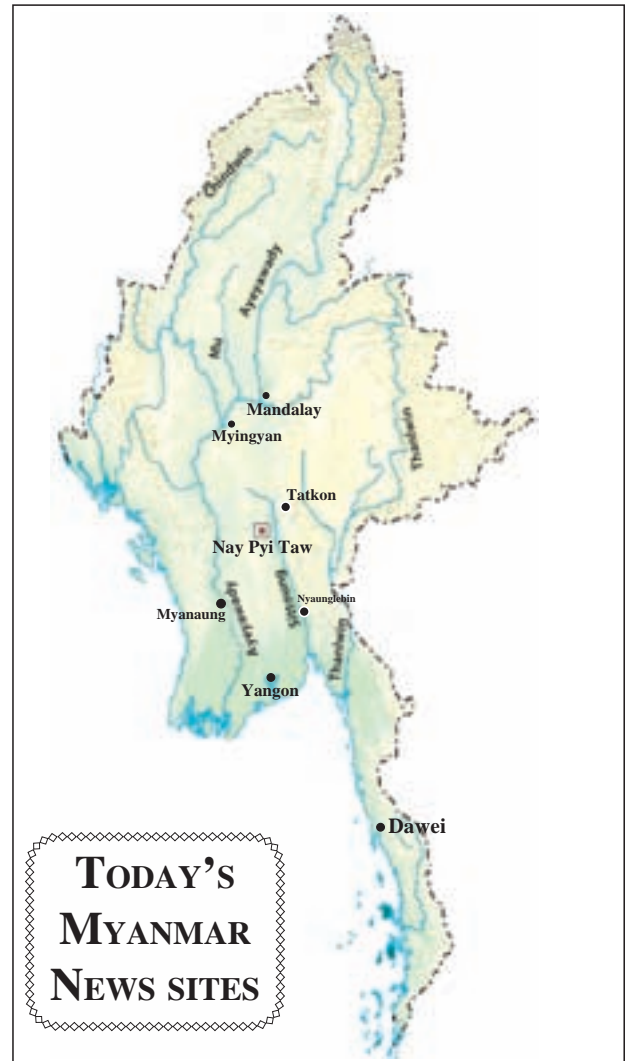 Chindwin
Ayeyawady
Mu
Mandalay
Myingyan
Thanlwin
Tatkon
Nay Pyi Taw
Nyaunglebin
Myanaung
Ayeyawady
Sittoung
Thanlwin
Yangon
Dawei
TODAY'S
MYANMAR
NEWS SITES